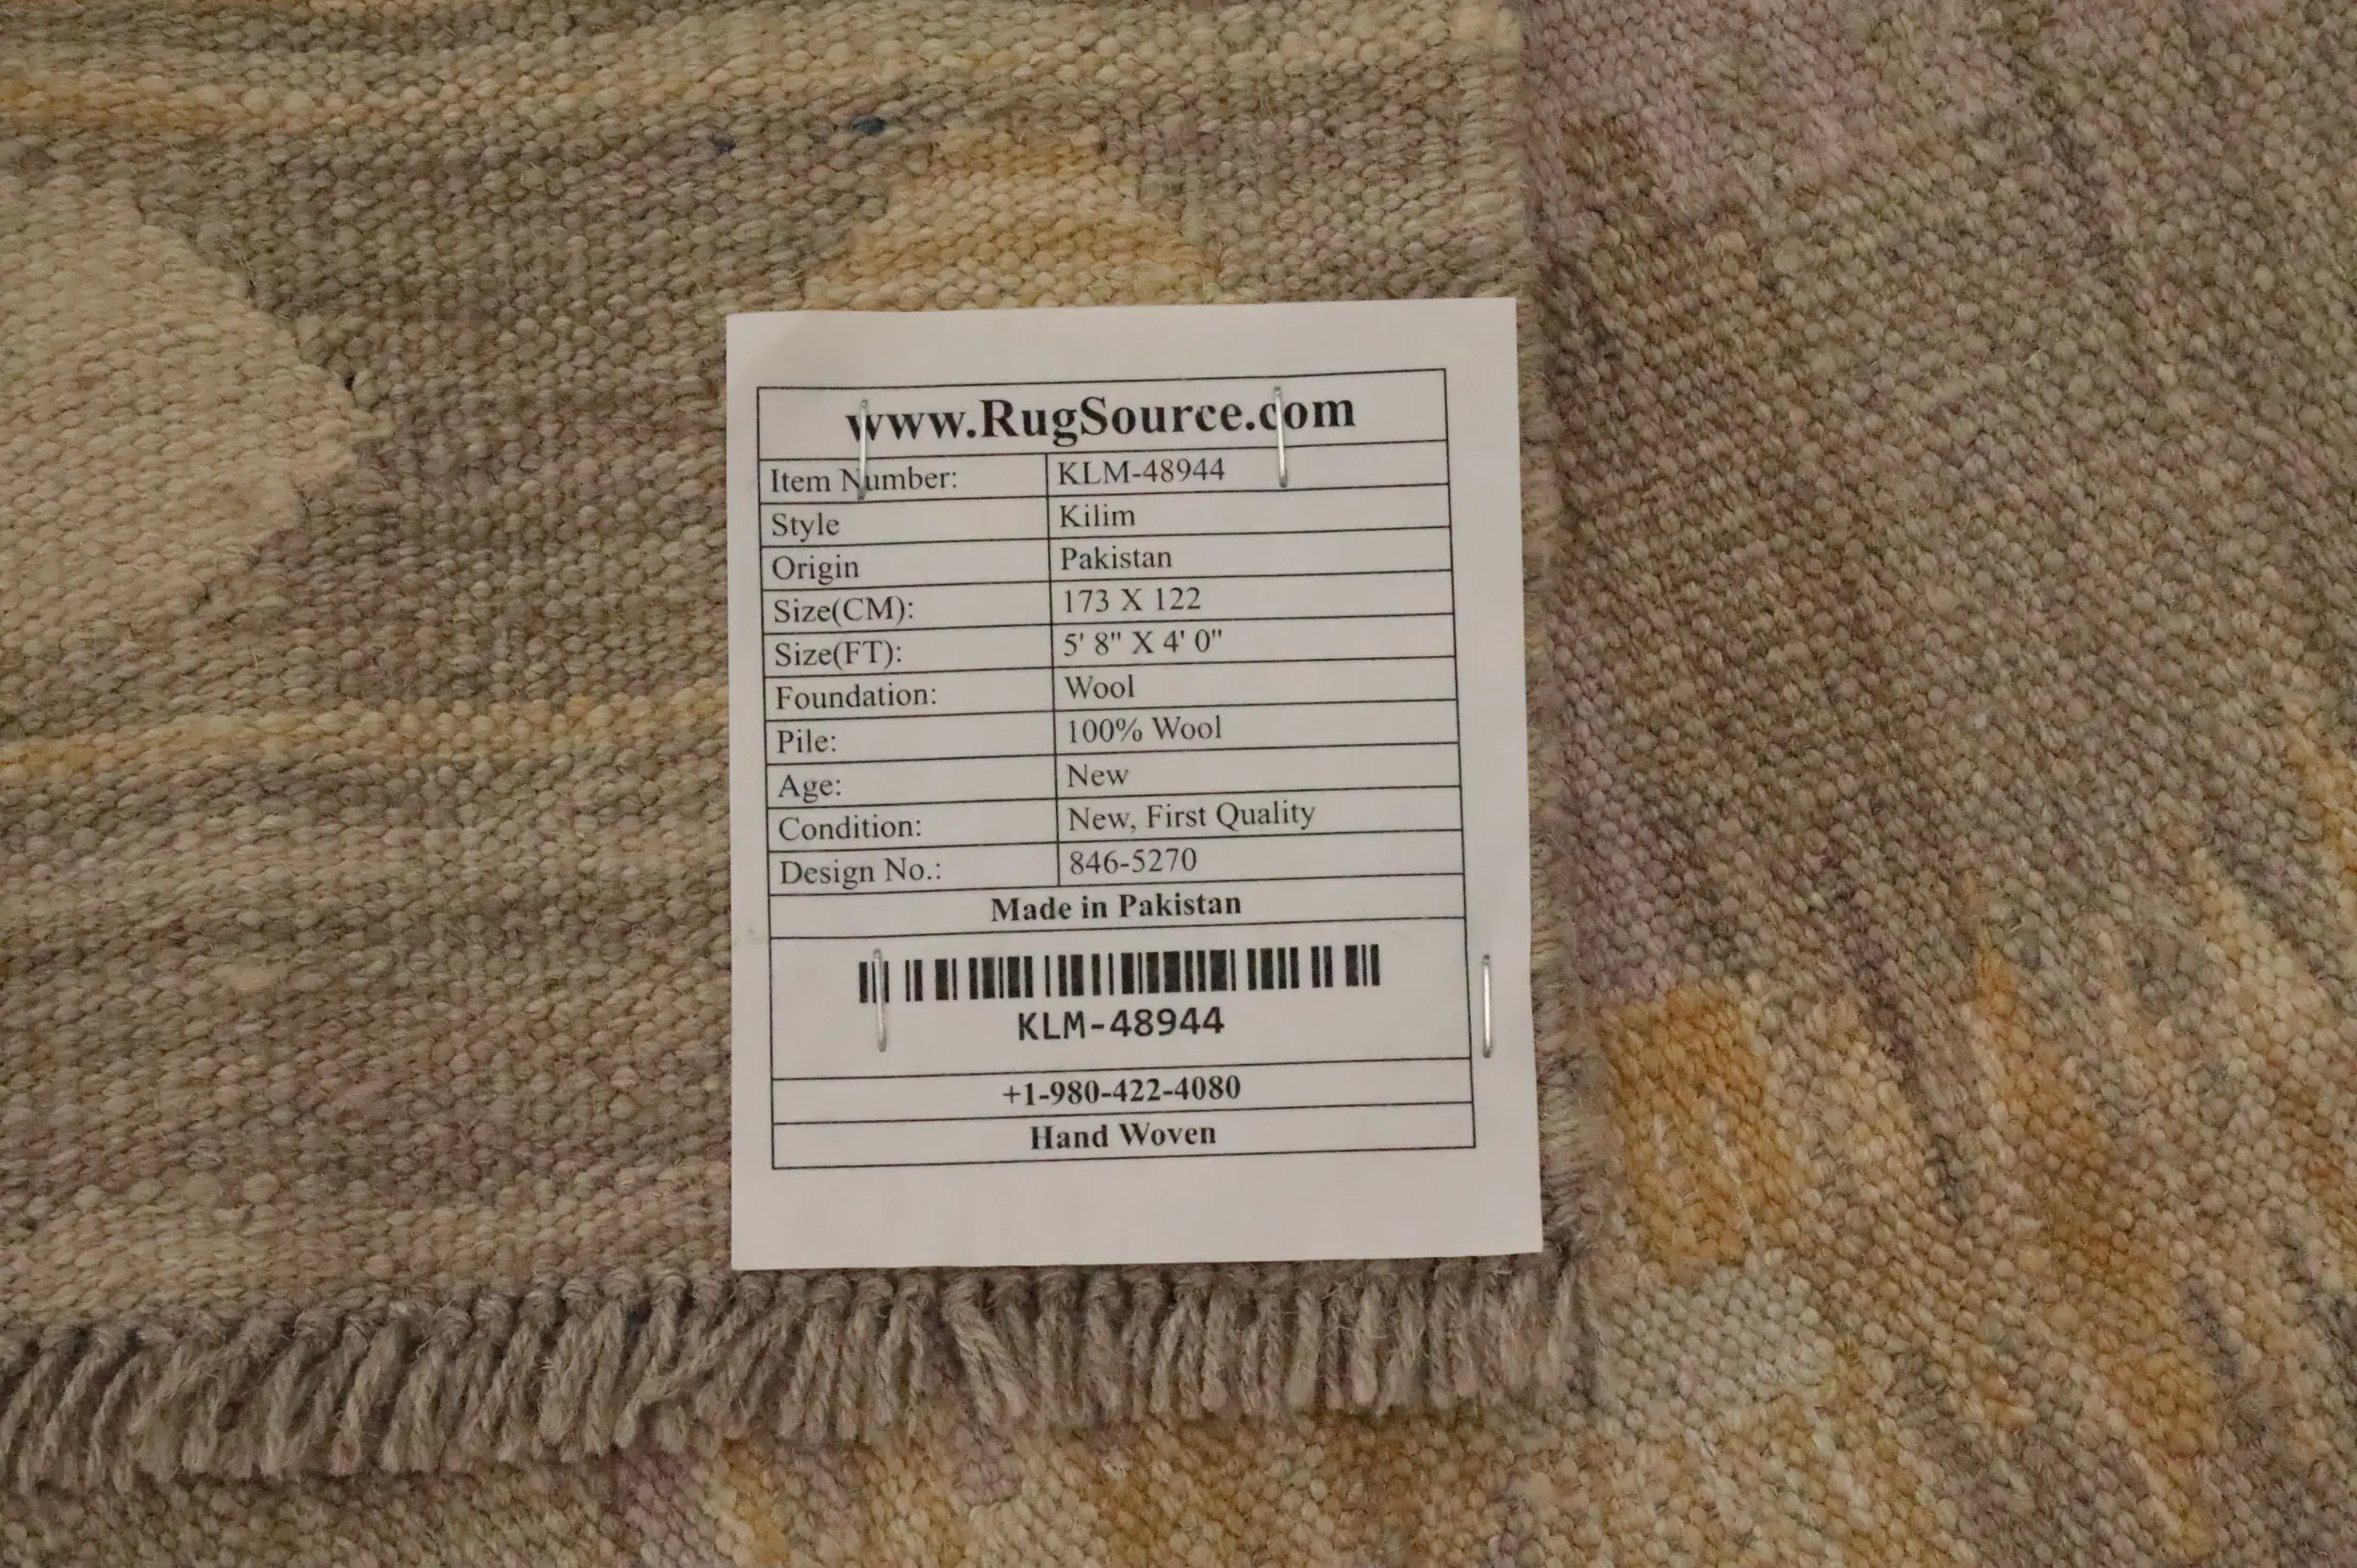 www.RugSource.com
Item Number: KLM-48944
Style Kilim
Origin Pakistan
Size(CM): 173 X 122
Size(FT): 5' 8" X 4' 0"
Foundation: Wool
Pile: 100% Wool
Age: New
Condition: New, First Quality
Design No.: 846-5270
Made in Pakistan
KLM-48944
+1-980-422-4080
Hand Woven